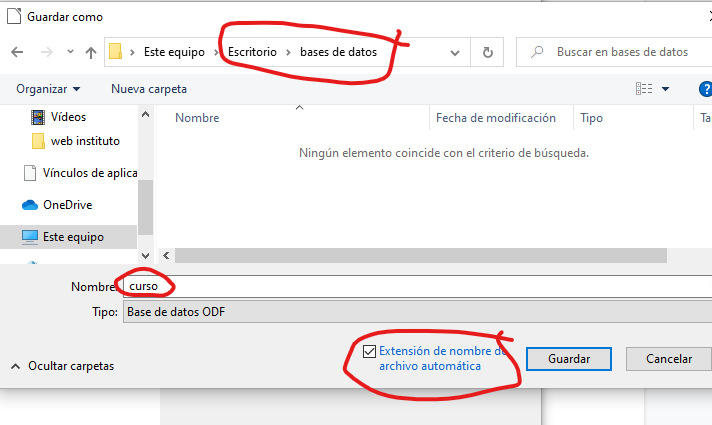 Guardar como
Este equipo > Escritorio > bases de datos
Buscar en bases de datos
Organizar
Nueva carpeta
?
Vídeos
web instituto
Vínculos de aplica
OneDrive
Este equipo
Nombre
Fecha de modificación
Tipo
Ta
Ningún elemento coincide con el criterio de búsqueda.
Nombre:
curso
Tipo:
Base de datos ODF
Extensión de nombre de
archivo automática
Ocultar carpetas
Guardar
Cancelar